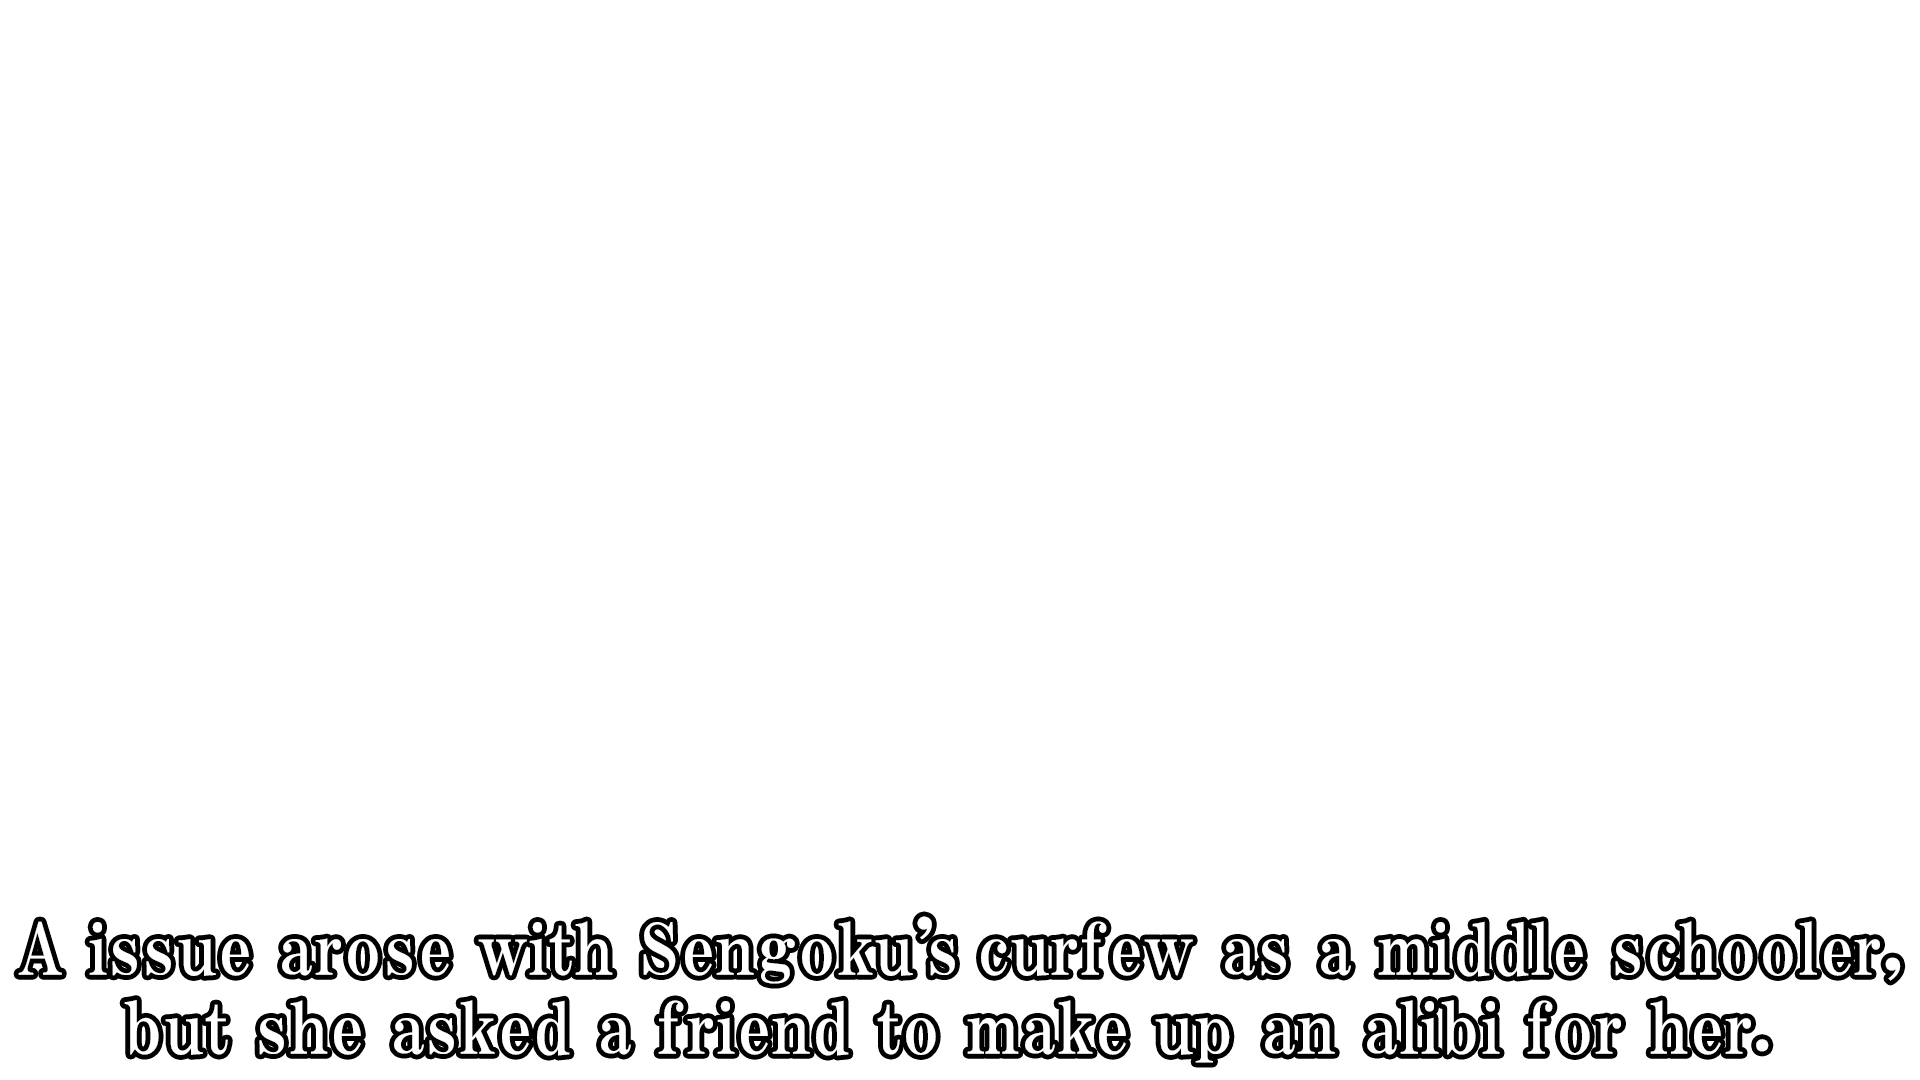 A issue arose with Sengoku’s curfew as a middle schooler,
but she asked a friend to make up an alibi for her.